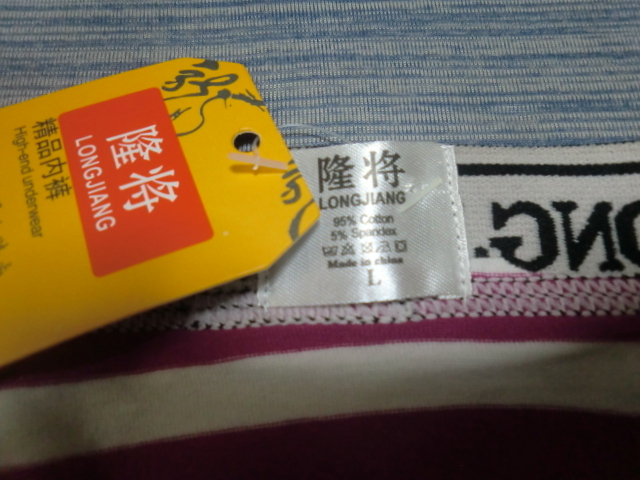 隆将
LONGJIANG
精品内裤
High-end underwear
隆将
LONGJIANG
95% Cotton
5% Spandex
Made in china
L